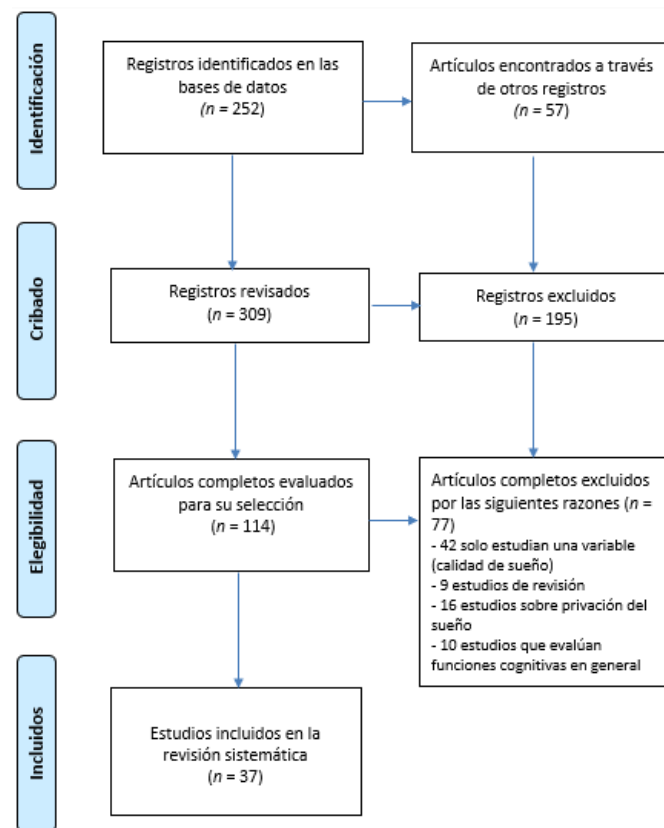 Identificación
Registros identificados en las
bases de datos
(n = 252)
Artículos encontrados a través
de otros registros
(n = 57)
Cribado
Registros revisados
(n = 309)
Registros excluidos
(n = 195)
Elegibilidad
Artículos completos evaluados
para su selección
(n = 114)
Artículos completos excluidos
por las siguientes razones (n =
77)
- 42 solo estudian una variable
(calidad de sueño)
- 9 estudios de revisión
- 16 estudios sobre privación del
sueño
- 10 estudios que evalúan
funciones cognitivas en general
Incluidos
Estudios incluidos en la
revisión sistemática
(n = 37)